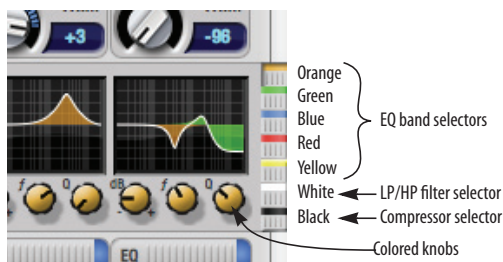 +3
-96
Orange
Green
Blue
Red
Yellow
White
Black
EQ band selectors
LP/HP filter selector
Compressor selector
Colored knobs
f
Q
dB
f
Q
- +
EQ